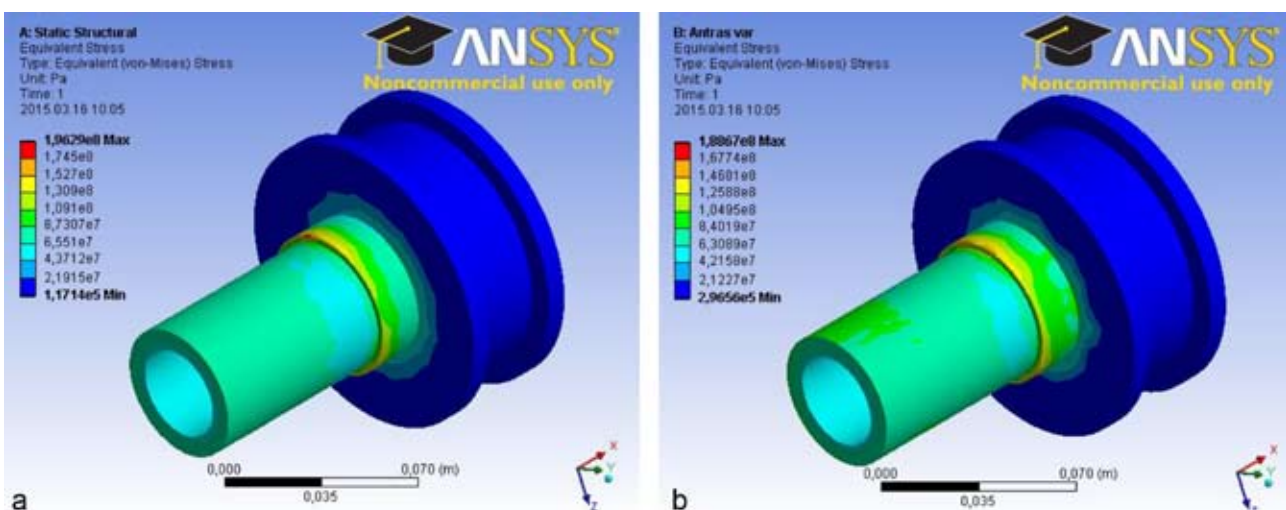 A: Static Structural
Equivalent Stress
Type: Equivalent (von-Mises) Stress
Unit: Pa
Time: 1
2015.03.16 10.05
1,9629e8 Max
1,745e8
1,527e8
1,309e8
1,091e8
8,7307e7
6,551e7
4,3712e7
2,1915e7
1,1714e5 Min
ANSYS
Noncommercial use only
0,000
0,070 (m)
0,035
X
Y
Z
a
B: Antras var
Equivalent Stress
Type: Equivalent (von-Mises) Stress
Unit: Pa
Time: 1
2015.03.16 10.05
1,8867e8 Max
1,6774e8
1,4681e8
1,2588e8
1,0495e8
8,4019e7
6,3089e7
4,2158e7
2,1227e7
2,9656e5 Min
ANSYS
Noncommercial use only
0,000
0,070 (m)
0,035
X
Y
b